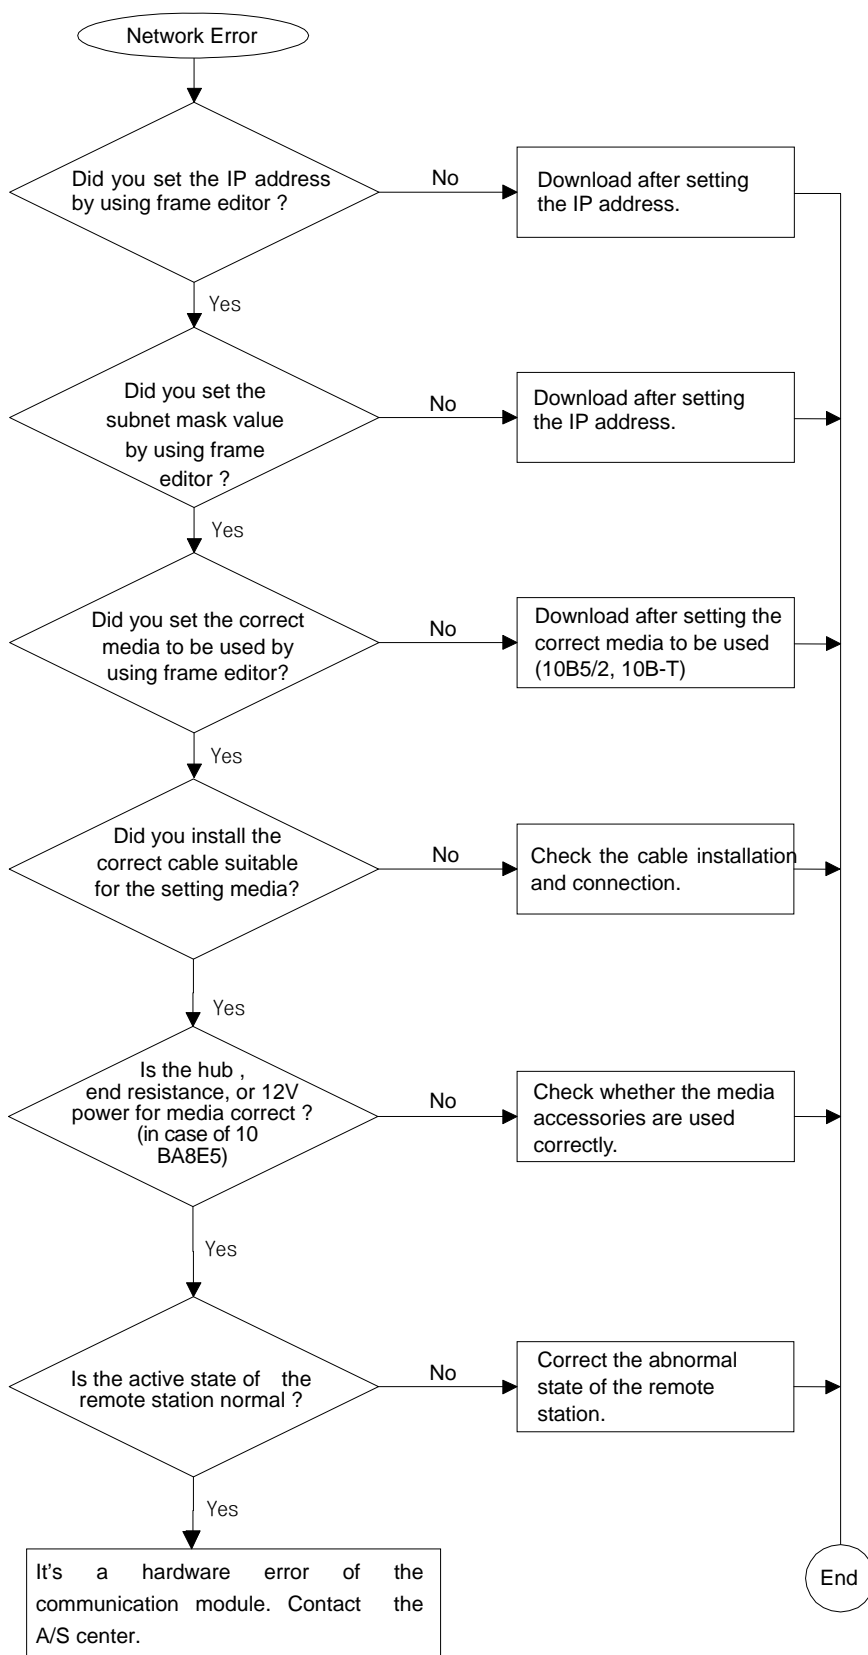 Network Error
Did you set the IP address
by using frame editor ?
No
Download after setting
the IP address.
Yes
Did you set the
subnet mask value
by using frame
editor ?
No
Download after setting
the IP address.
Yes
Did you set the correct
media to be used by
using frame editor?
No
Download after setting the
correct media to be used
(10B5/2, 10B-T)
Yes
Did you install the
correct cable suitable
for the setting media?
No
Check the cable installation
and connection.
Yes
Is the hub ,
end resistance, or 12V
power for media correct ?
(in case of 10
BA8E5)
No
Check whether the media
accessories are used
correctly.
Yes
Is the active state of the
remote station normal ?
No
Correct the abnormal
state of the remote
station.
Yes
It's a hardware error of the
communication module. Contact the
A/S center.
End